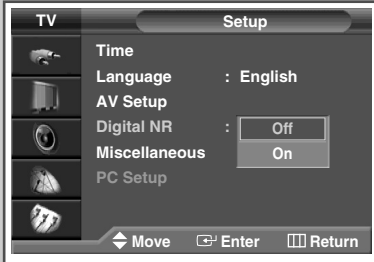 TV Setup
Time
Language : English
AV Setup
Digital NR : Off
Miscellaneous On
PC Setup
Move Enter Return